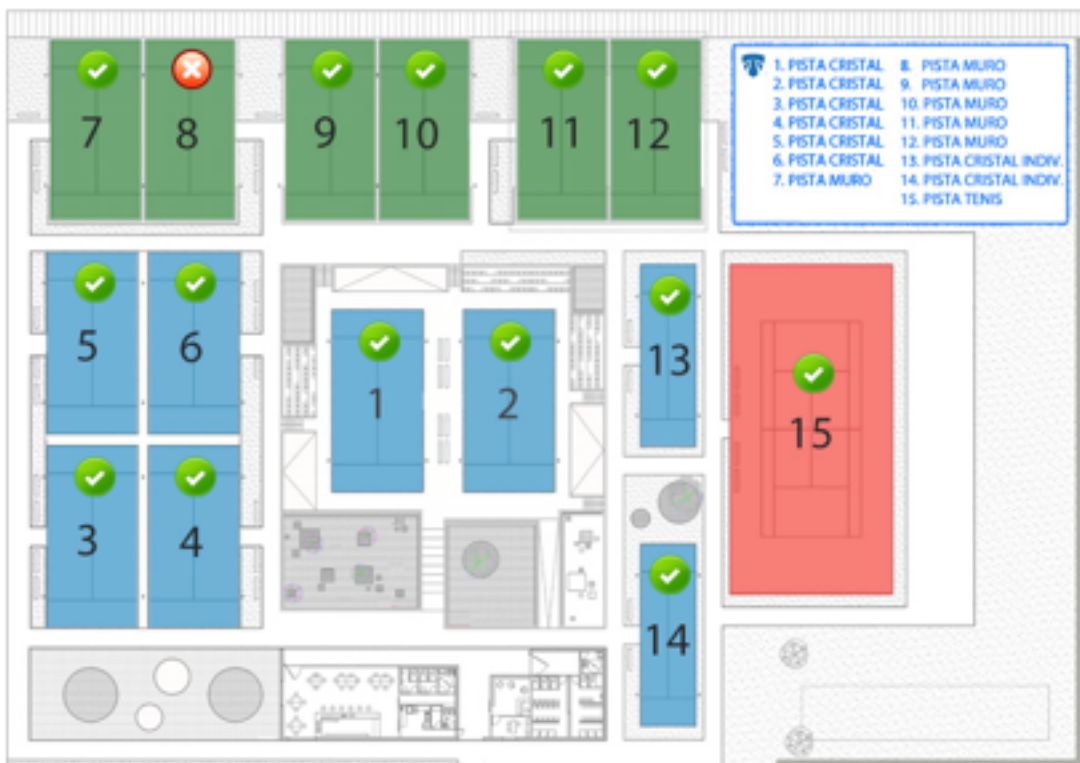 7
8
9
10
11
12
1. PISTA CRISTAL
2. PISTA CRISTAL
3. PISTA CRISTAL
4. PISTA CRISTAL
5. PISTA CRISTAL
6. PISTA CRISTAL
7. PISTA MURO
8. PISTA MURO
9. PISTA MURO
10. PISTA MURO
11. PISTA MURO
12. PISTA MURO
13. PISTA CRISTAL INDIV.
14. PISTA CRISTAL INDIV.
15. PISTA TENIS
5
6
1
2
13
15
3
4
14